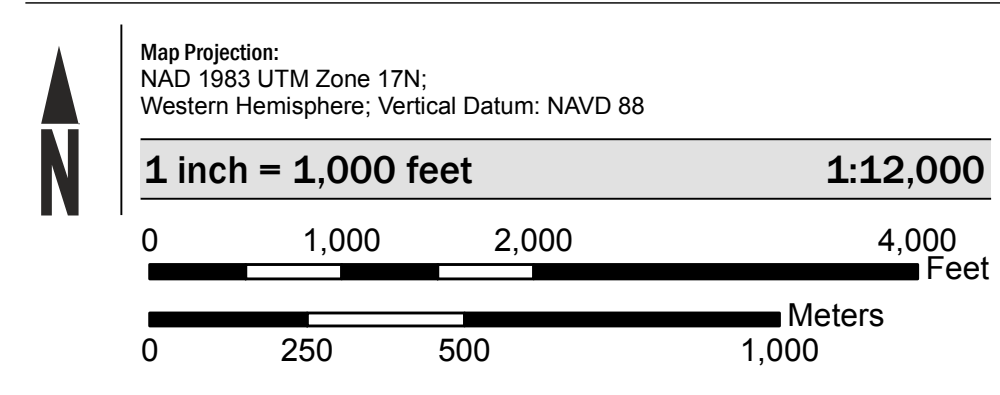 Map Projection:
NAD 1983 UTM Zone 17N;
Western Hemisphere; Vertical Datum: NAVD 88
N
1 inch = 1,000 feet 1:12,000
0 1,000 2,000 4,000
Feet
Meters
0 250 500 1,000